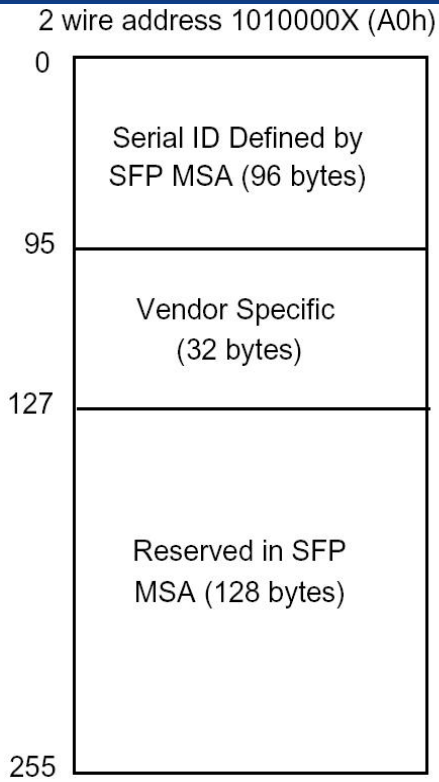 2 wire address 1010000X (A0h)
0
Serial ID Defined by
SFP MSA (96 bytes)
95
Vendor Specific
(32 bytes)
127
Reserved in SFP
MSA (128 bytes)
255